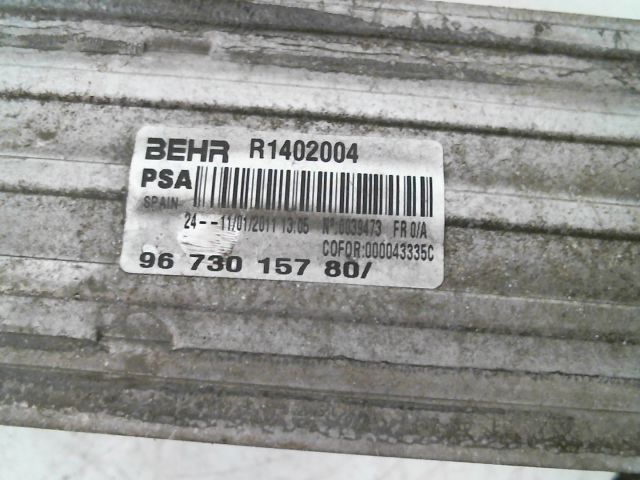 BEHR R1402004
PSA
SPAIN
24--11/01/2011 13:05 Nº:0039473 FR 0/A
COFOR:000043335C
96 730 157 80/